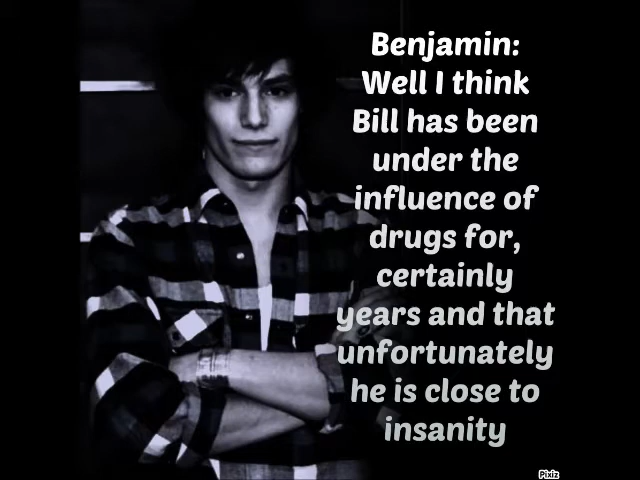 Benjamin:
Well I think
Bill has been
under the
influence of
drugs for,
certainly
years and that
unfortunately
he is close to
insanity
Pixiz